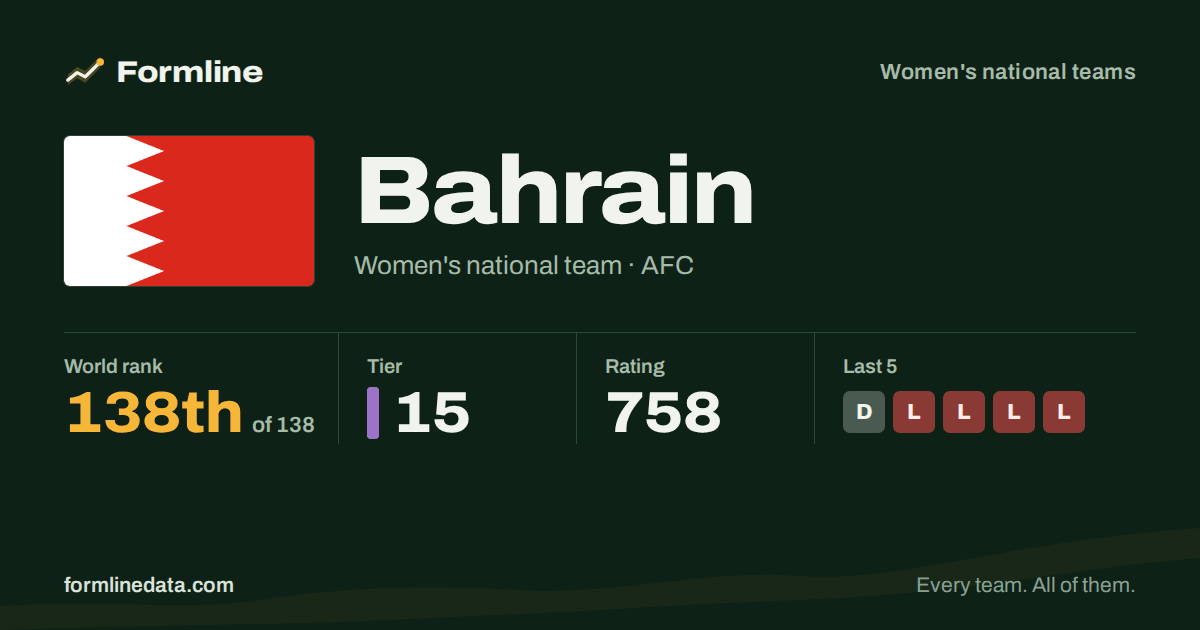 Formline
Women's national teams
Bahrain
Women's national team · AFC
World rank
138th of 138
Tier
15
Rating
758
Last 5
D L L L L
formlinedata.com
Every team. All of them.